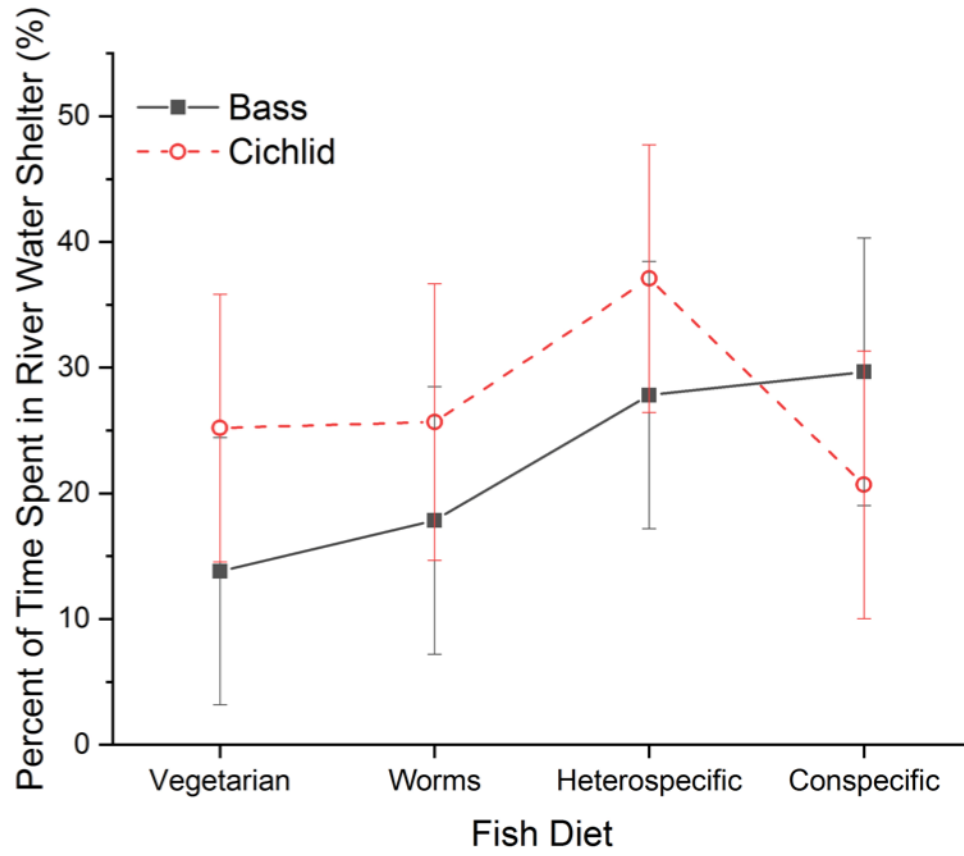 Percent of Time Spent in River Water Shelter (%)
Bass
Cichlid
50
40
30
20
10
0
Vegetarian Worms Heterospecific Conspecific
Fish Diet